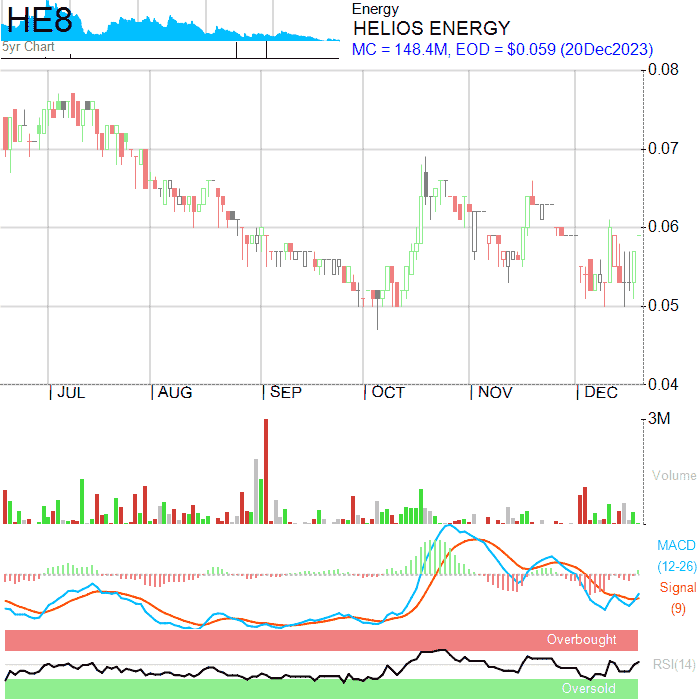 HE8
5yr Chart
Energy
HELIOS ENERGY
MC = 148.4M, EOD = $0.059 (20Dec2023)
0.08
0.07
0.06
0.05
0.04
JUL AUG SEP OCT NOV DEC
3M
Volume
MACD
(12-26)
Signal
(9)
Overbought
RSI(14)
Oversold